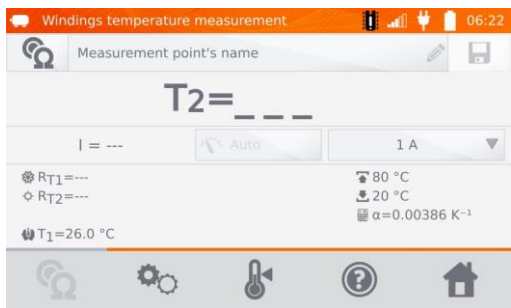 Windings temperature measurement 06:22
Measurement point's name
T2=_ _ _
I = --- Auto 1 A
RT1=--- 80 °C
RT2=--- 20 °C
α=0.00386 K⁻¹
T1=26.0 °C